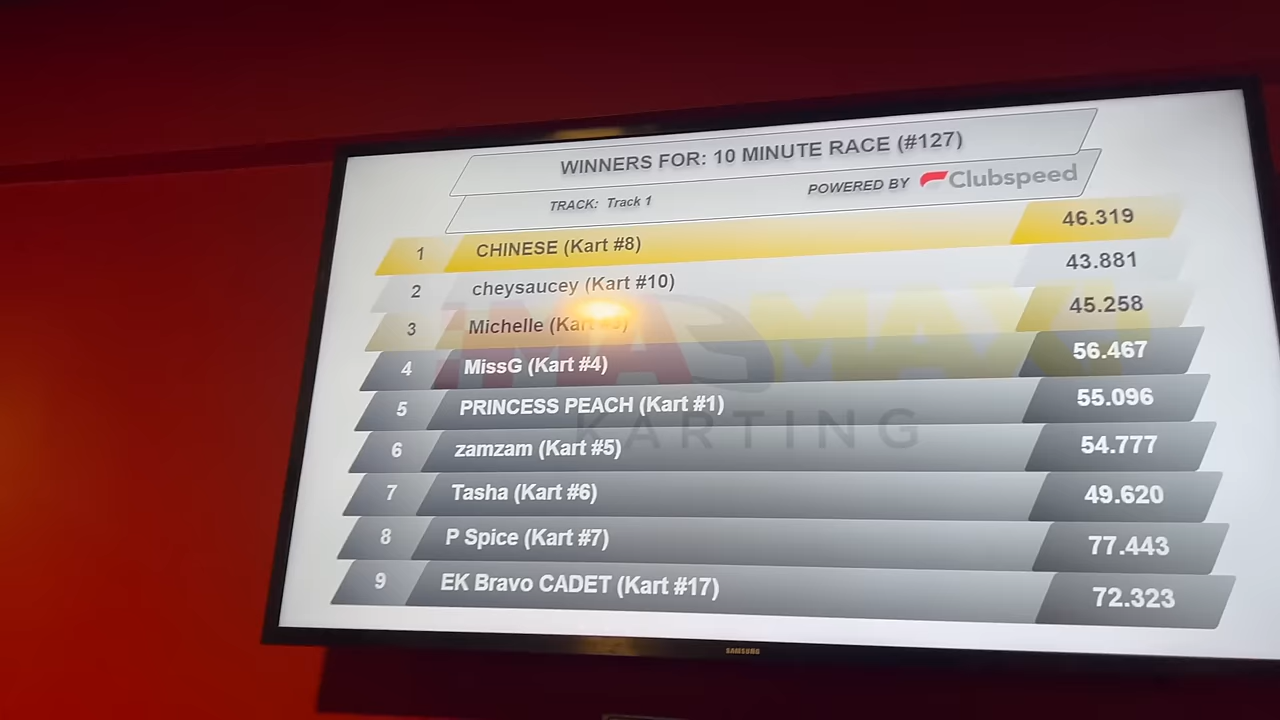 WINNERS FOR: 10 MINUTE RACE (#127)
TRACK: Track 1 POWERED BY Clubspeed
1 CHINESE (Kart #8) 46.319
2 cheysaucey (Kart #10) 43.881
3 Michelle (Kart 45.258
4 MissG (Kart #4) 56.467
5 PRINCESS PEACH (Kart #1) 55.096
6 zamzam (Kart #5) 54.777
7 Tasha (Kart #6) 49.620
8 P Spice (Kart #7) 77.443
9 EK Bravo CADET (Kart #17) 72.323
KARTING
SAMSUNG